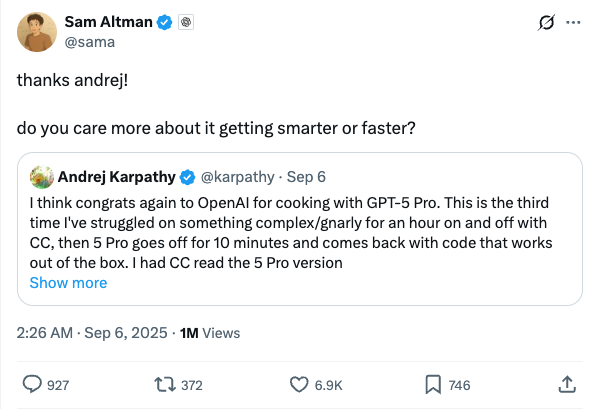 Sam Altman
@sama
thanks andrej!
do you care more about it getting smarter or faster?
Andrej Karpathy @karpathy · Sep 6
I think congrats again to OpenAI for cooking with GPT-5 Pro. This is the third
time I've struggled on something complex/gnarly for an hour on and off with
CC, then 5 Pro goes off for 10 minutes and comes back with code that works
out of the box. I had CC read the 5 Pro version
Show more
2:26 AM · Sep 6, 2025 · 1M Views
927 372 6.9K 746